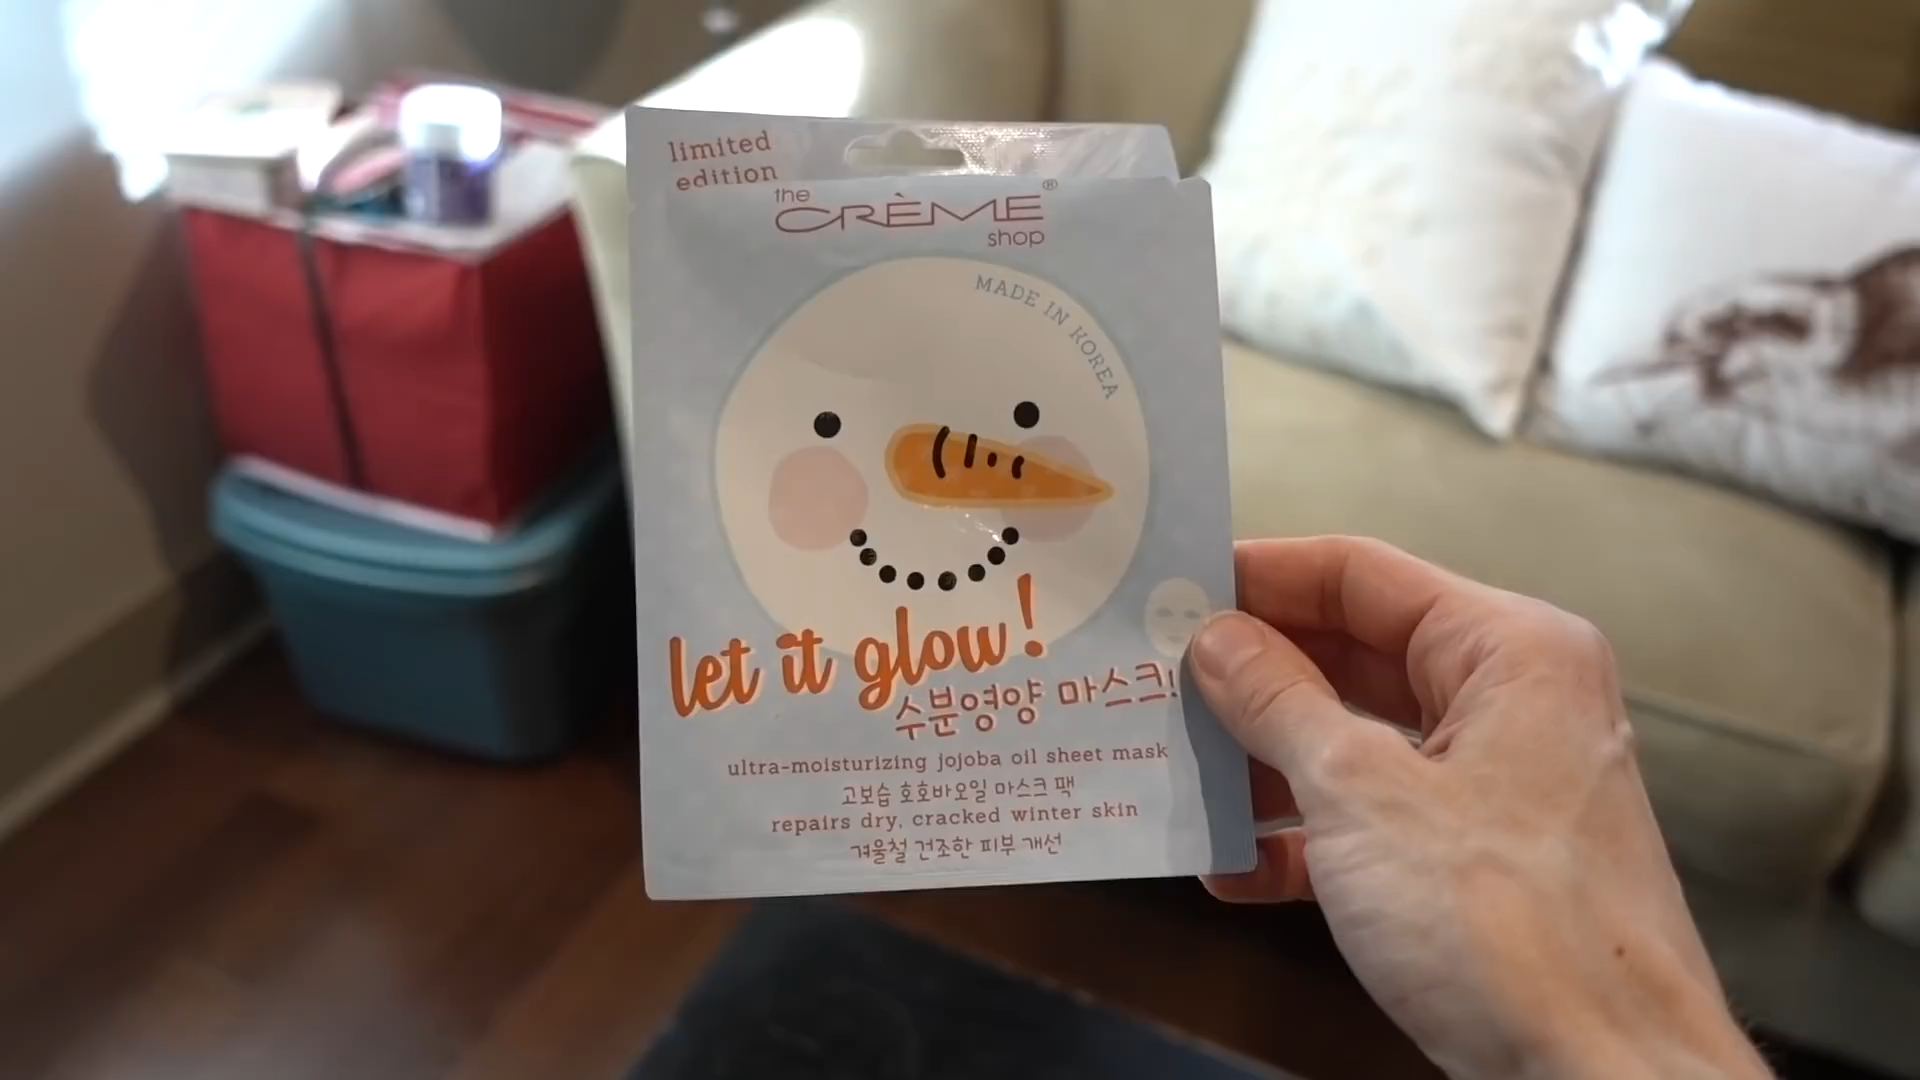 limited
edition
the
CRÈME®
shop
MADE IN KOREA
let it glow!
수분영양 마스크!
ultra-moisturizing jojoba oil sheet mask
고보습 호호바오일 마스크 팩
repairs dry, cracked winter skin
겨울철 건조한 피부 개선